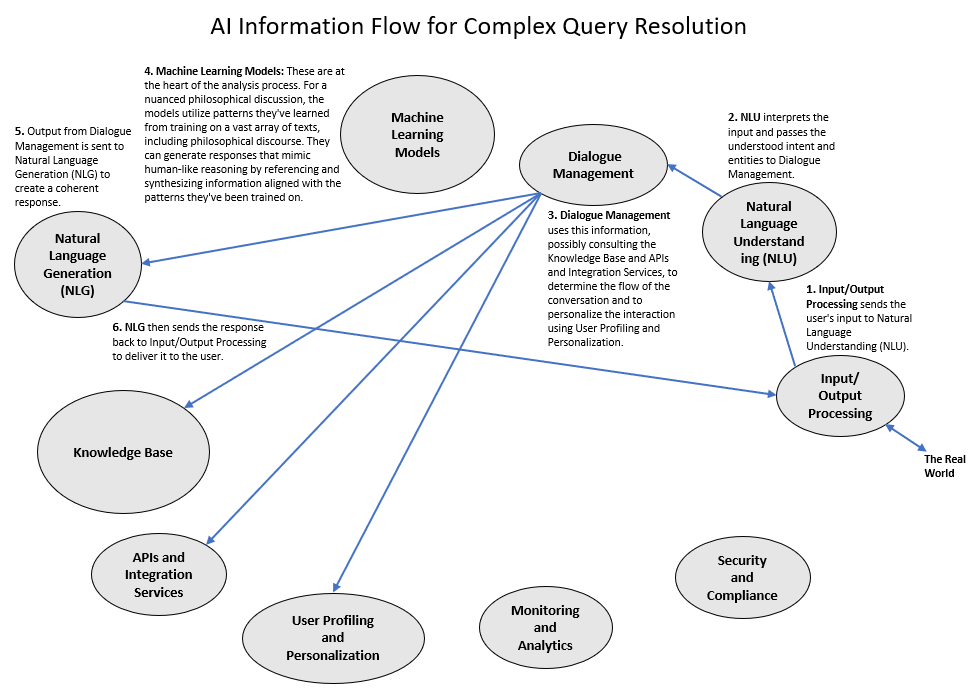 AI Information Flow for Complex Query Resolution
4. Machine Learning Models: These are at
the heart of the analysis process. For a
nuanced philosophical discussion, the
models utilize patterns they've learned
from training on a vast array of texts,
including philosophical discourse. They
can generate responses that mimic
human-like reasoning by referencing and
synthesizing information aligned with the
patterns they've been trained on.
Machine
Learning
Models
5. Output from Dialogue
Management is sent to
Natural Language
Generation (NLG) to
create a coherent
response.
Dialogue
Management
2. NLU interprets the
input and passes the
understood intent and
entities to Dialogue
Management.
Natural
Language
Understand
ing (NLU)
3. Dialogue Management
uses this information,
possibly consulting the
Knowledge Base and APIs
and Integration Services, to
determine the flow of the
conversation and to
personalize the interaction
using User Profiling and
Personalization.
Natural
Language
Generation
(NLG)
1. Input/Output
Processing sends the
user's input to Natural
Language
Understanding (NLU).
6. NLG then sends the response
back to Input/Output Processing
to deliver it to the user.
Input/
Output
Processing
The Real
World
Knowledge Base
APIs and
Integration
Services
User Profiling
and
Personalization
Monitoring
and
Analytics
Security
and
Compliance